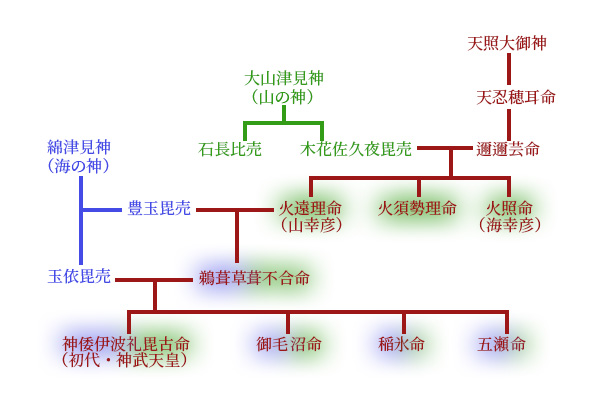 天照大御神
大山津見神
（山の神）
天忍穂耳命
綿津見神
（海の神）
石長比売
木花佐久夜毘売
邇邇芸命
豊玉毘売
火遠理命
（山幸彦）
火須勢理命
火照命
（海幸彦）
玉依毘売
鵜葺草葺不合命
神倭伊波礼毘古命
（初代・神武天皇）
御毛沼命
稲氷命
五瀬命